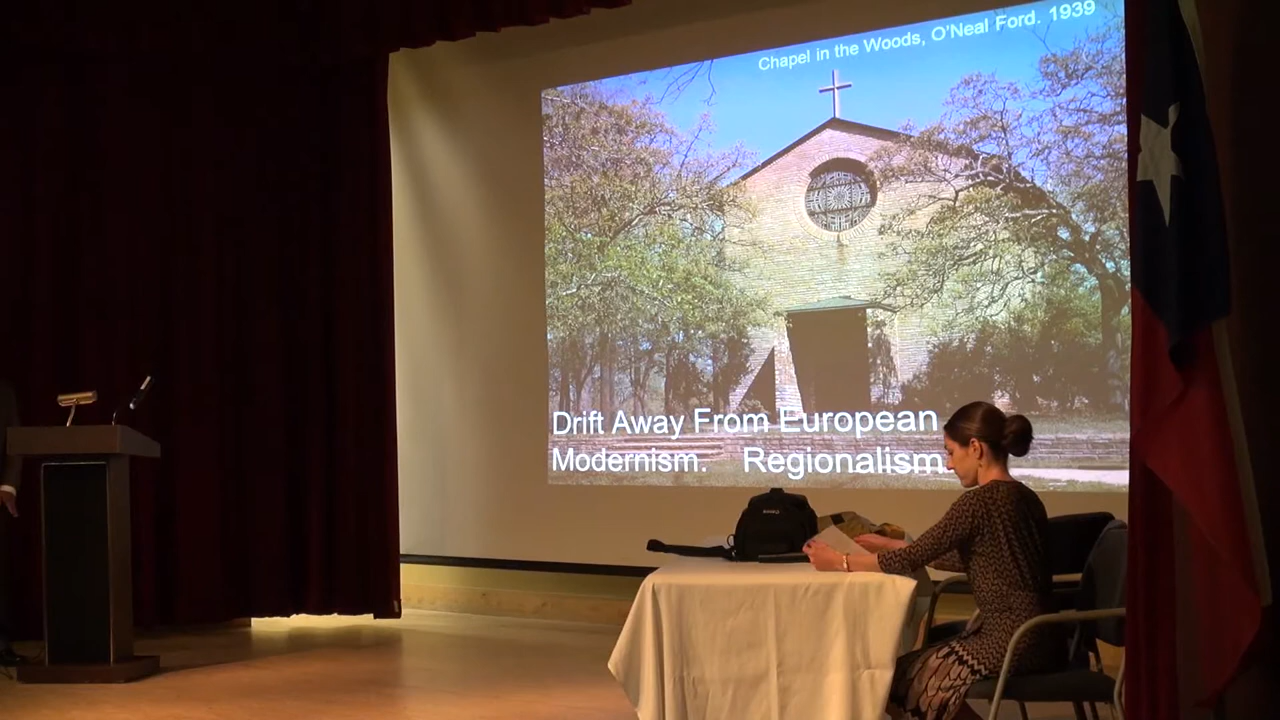 Chapel in the Woods, O'Neal Ford. 1939
Drift Away From European
Modernism. Regionalism